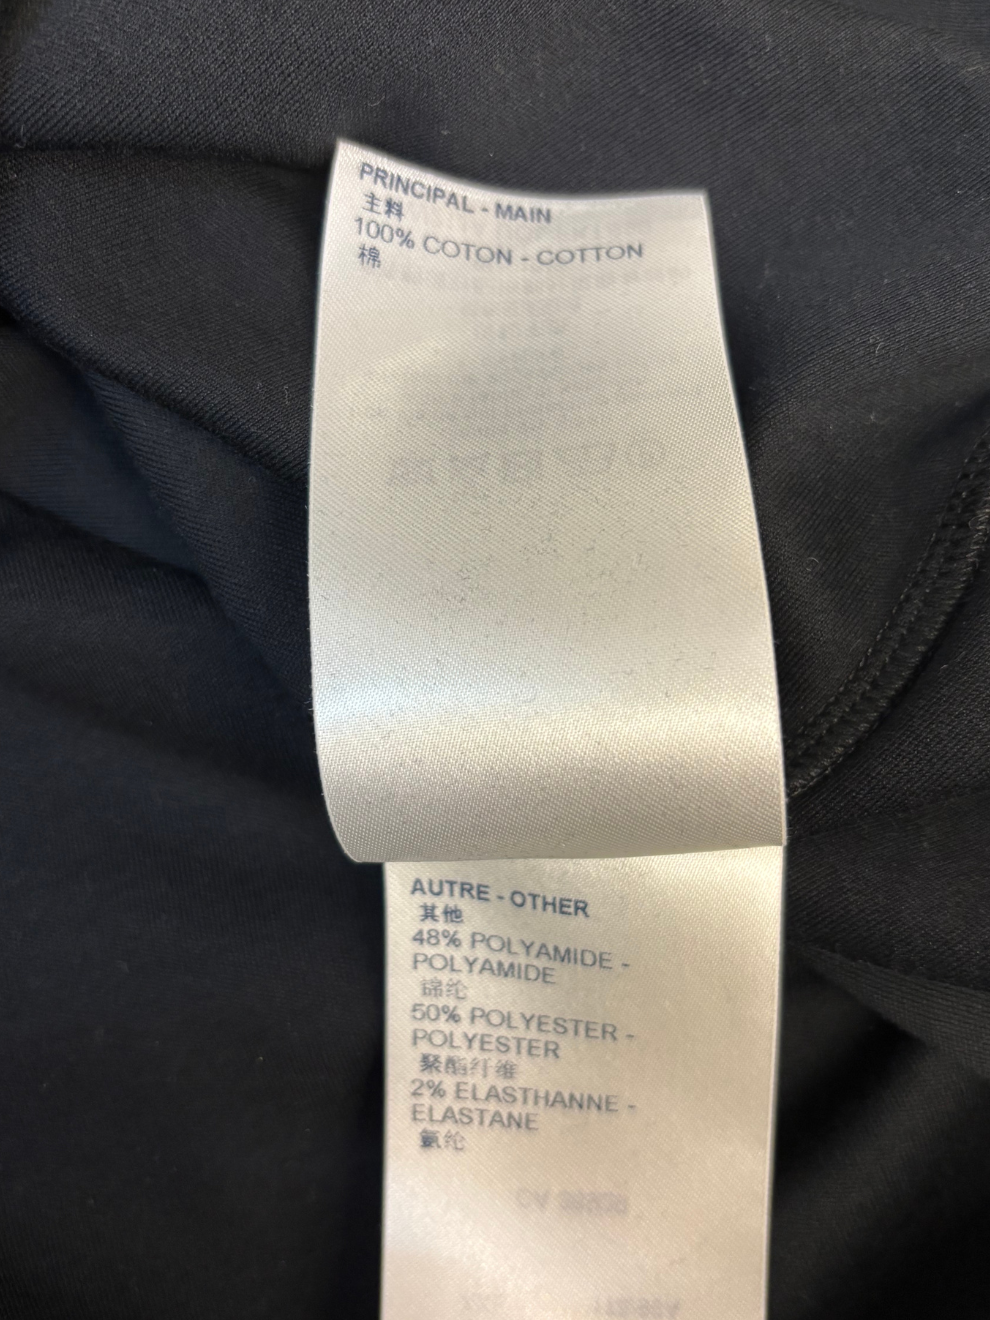 PRINCIPAL - MAIN
主料
100% COTON - COTTON
棉
AUTRE - OTHER
其他
48% POLYAMIDE -
POLYAMIDE
锦纶
50% POLYESTER -
POLYESTER
聚酯纤维
2% ELASTHANNE -
ELASTANE
氨纶